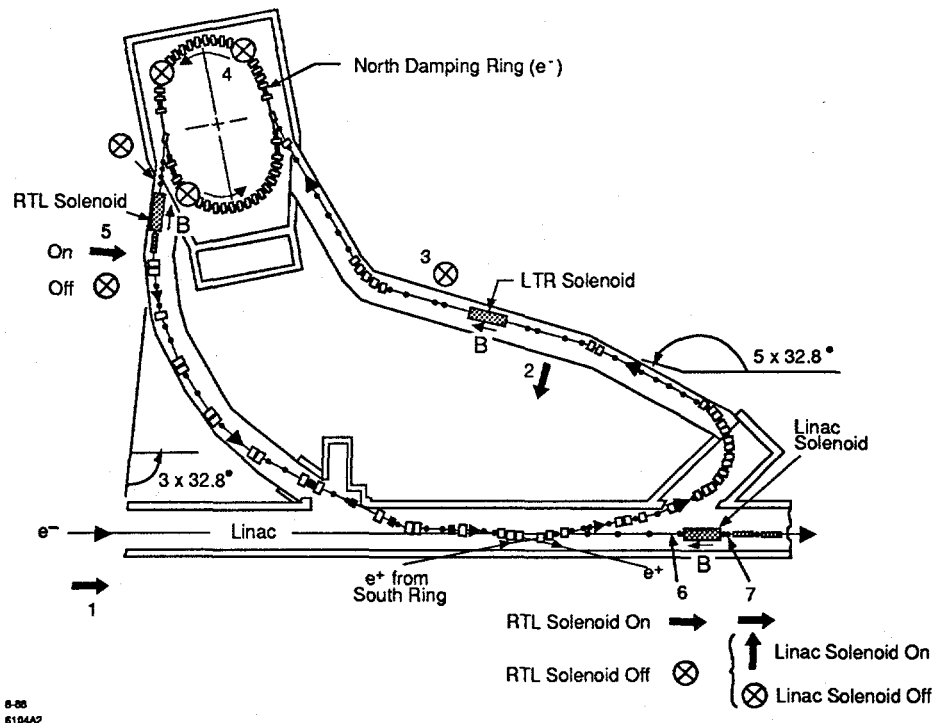 4
North Damping Ring (e⁻)
RTL Solenoid
B
5
On
Off
3
LTR Solenoid
B
2
5 x 32.8°
Linac
Solenoid
3 x 32.8°
e⁻
Linac
e⁺ from
South Ring
e⁺
6
B
7
1
RTL Solenoid On
Linac Solenoid On
RTL Solenoid Off
Linac Solenoid Off
8-88
6104A2